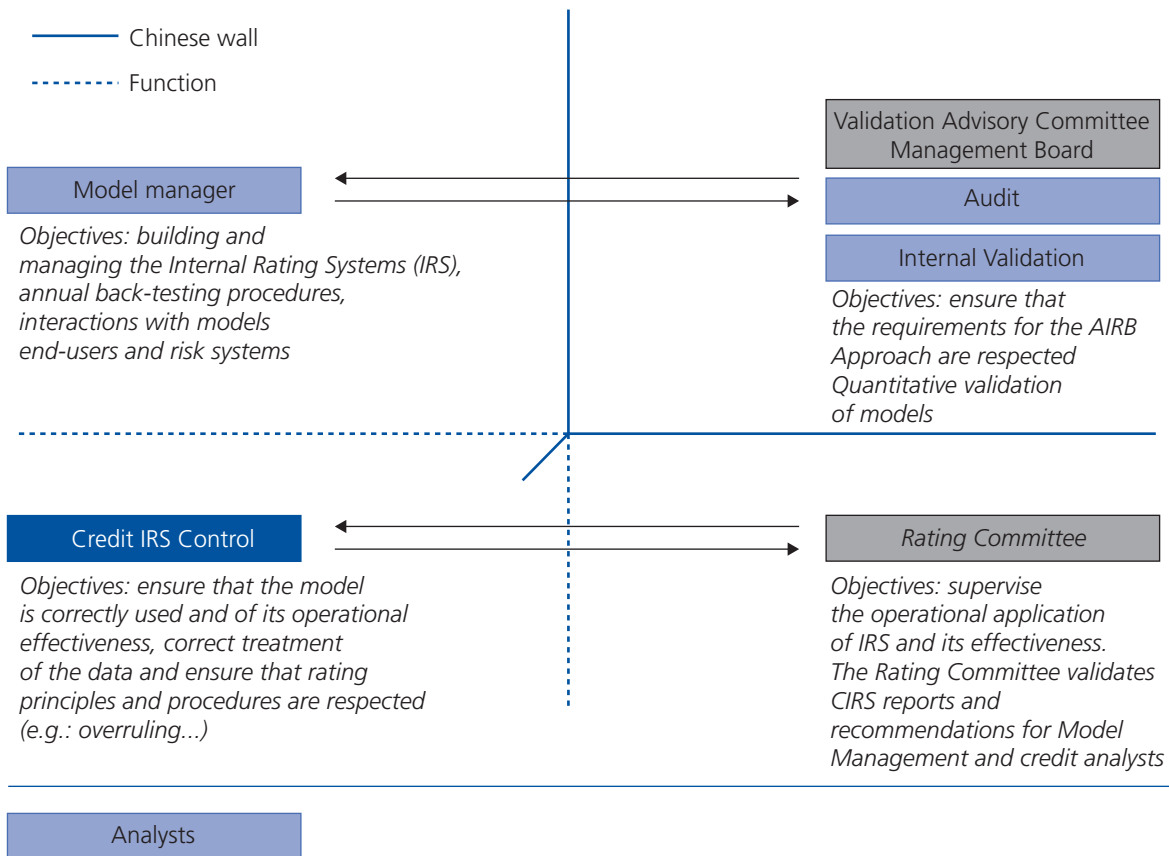 Chinese wall
Function
Validation Advisory Committee
Management Board
Model manager
Audit
Objectives: building and
managing the Internal Rating Systems (IRS),
annual back-testing procedures,
interactions with models
end-users and risk systems
Internal Validation
Objectives: ensure that
the requirements for the AIRB
Approach are respected
Quantitative validation
of models
Credit IRS Control
Objectives: ensure that the model
is correctly used and of its operational
effectiveness, correct treatment
of the data and ensure that rating
principles and procedures are respected
(e.g.: overruling...)
Rating Committee
Objectives: supervise
the operational application
of IRS and its effectiveness.
The Rating Committee validates
CIRS reports and
recommendations for Model
Management and credit analysts
Analysts